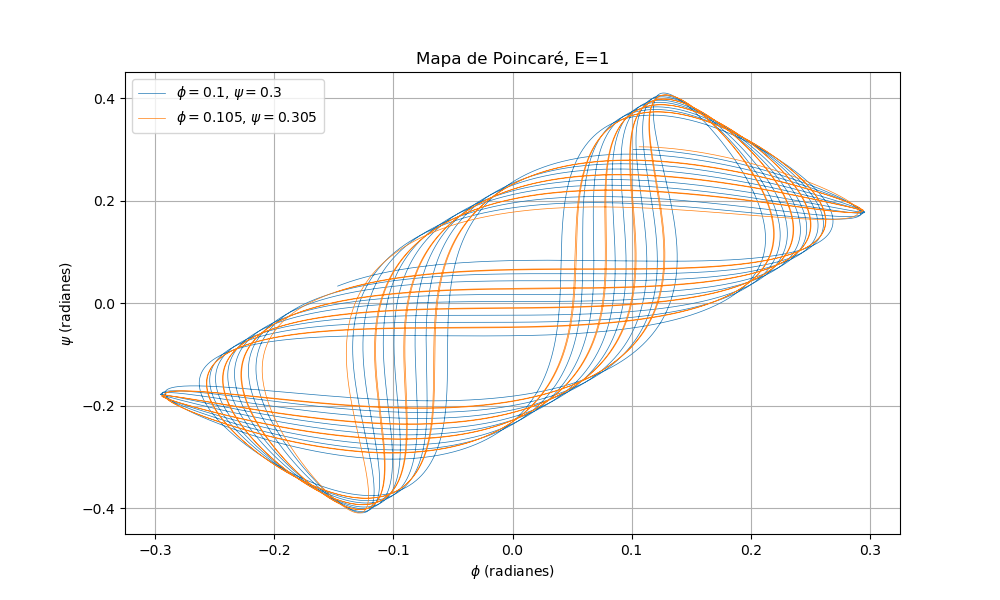 Mapa de Poincaré, E=1
ϕ = 0.1, ψ = 0.3
ϕ = 0.105, ψ = 0.305
0.4
0.2
0.0
−0.2
−0.4
ψ (radianes)
−0.3 −0.2 −0.1 0.0 0.1 0.2 0.3
ϕ (radianes)